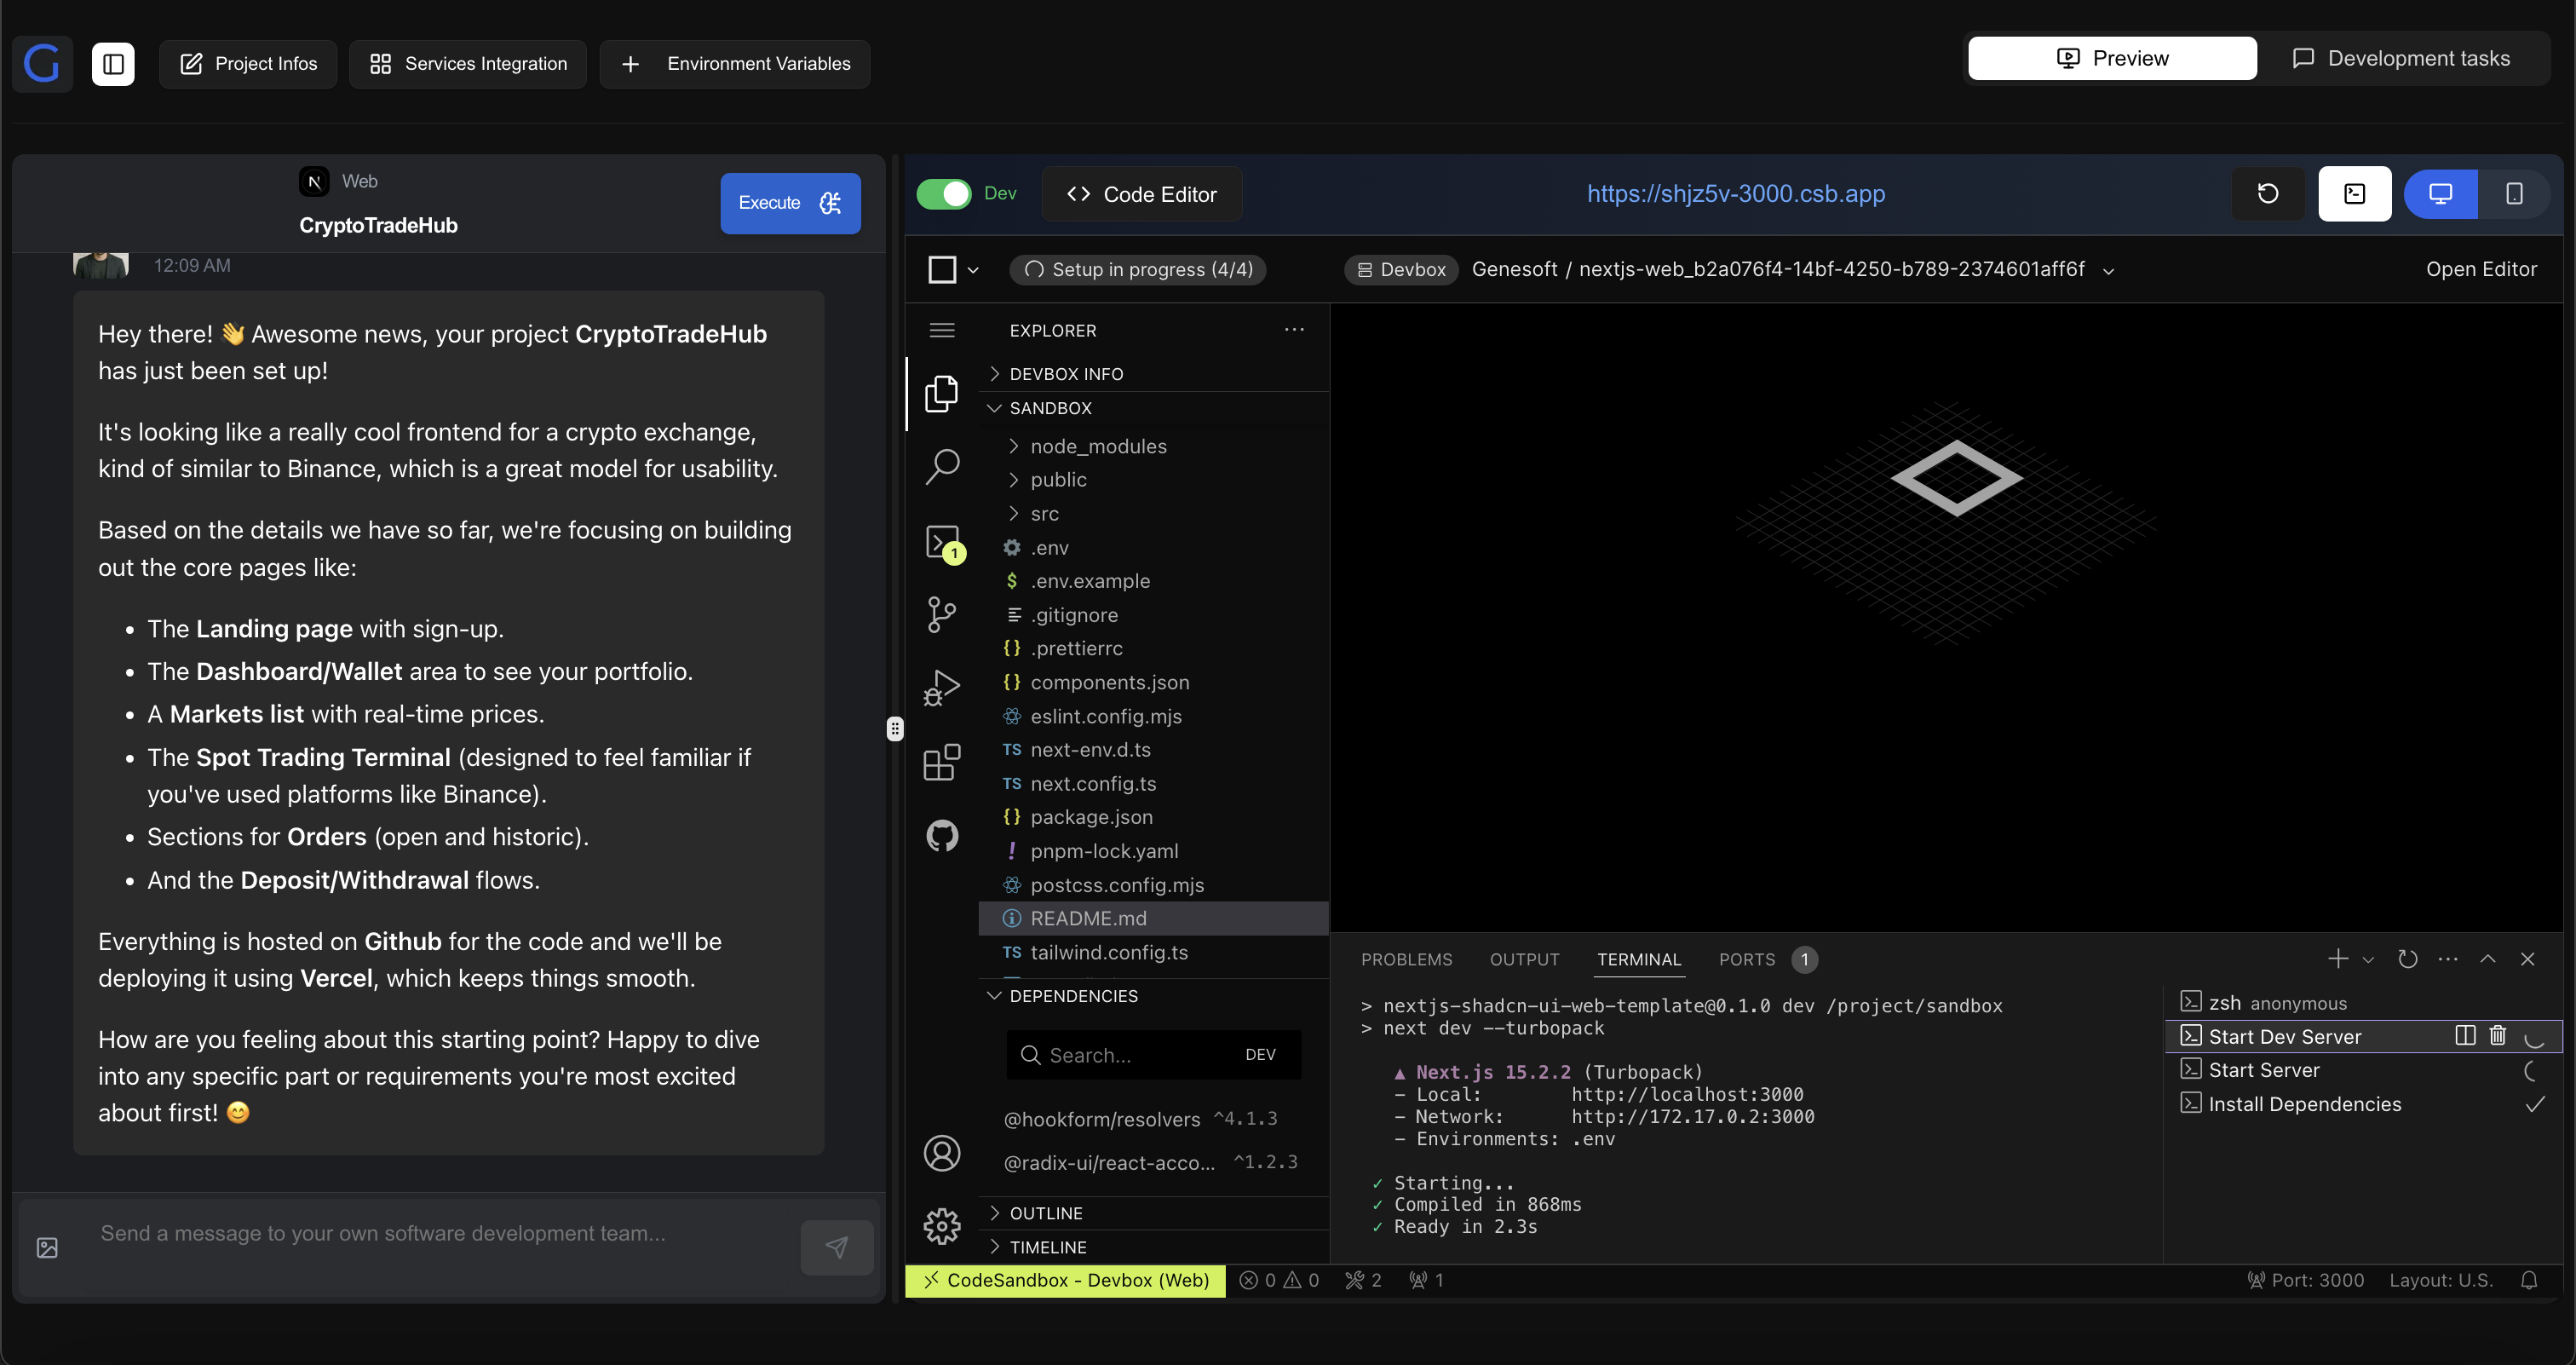 G
Project Infos
Services Integration
Environment Variables
Preview
Development tasks
N Web
CryptoTradeHub
Execute
12:09 AM
Hey there! 👋 Awesome news, your project CryptoTradeHub
has just been set up!
It's looking like a really cool frontend for a crypto exchange,
kind of similar to Binance, which is a great model for usability.
Based on the details we have so far, we're focusing on building
out the core pages like:
• The Landing page with sign-up.
• The Dashboard/Wallet area to see your portfolio.
• A Markets list with real-time prices.
• The Spot Trading Terminal (designed to feel familiar if
you've used platforms like Binance).
• Sections for Orders (open and historic).
• And the Deposit/Withdrawal flows.
Everything is hosted on Github for the code and we'll be
deploying it using Vercel, which keeps things smooth.
How are you feeling about this starting point? Happy to dive
into any specific part or requirements you're most excited
about first! 😊
Send a message to your own software development team...
Dev
<> Code Editor
https://shjz5v-3000.csb.app
Setup in progress (4/4)
Devbox
Genesoft / nextjs-web_b2a076f4-14bf-4250-b789-2374601aff6f
Open Editor
EXPLORER
DEVBOX INFO
SANDBOX
node_modules
public
src
.env
$ .env.example
.gitignore
{} .prettierrc
{} components.json
eslint.config.mjs
TS next-env.d.ts
TS next.config.ts
{} package.json
! pnpm-lock.yaml
postcss.config.mjs
README.md
TS tailwind.config.ts
1
DEPENDENCIES
Search... DEV
@hookform/resolvers ^4.1.3
@radix-ui/react-acco... ^1.2.3
OUTLINE
TIMELINE
PROBLEMS
OUTPUT
TERMINAL
PORTS 1
> nextjs-shadcn-ui-web-template@0.1.0 dev /project/sandbox
> next dev --turbopack
▲ Next.js 15.2.2 (Turbopack)
- Local: http://localhost:3000
- Network: http://172.17.0.2:3000
- Environments: .env
✓ Starting...
✓ Compiled in 868ms
✓ Ready in 2.3s
zsh anonymous
Start Dev Server
Start Server
Install Dependencies
CodeSandbox - Devbox (Web)
0 0
2
1
Port: 3000
Layout: U.S.